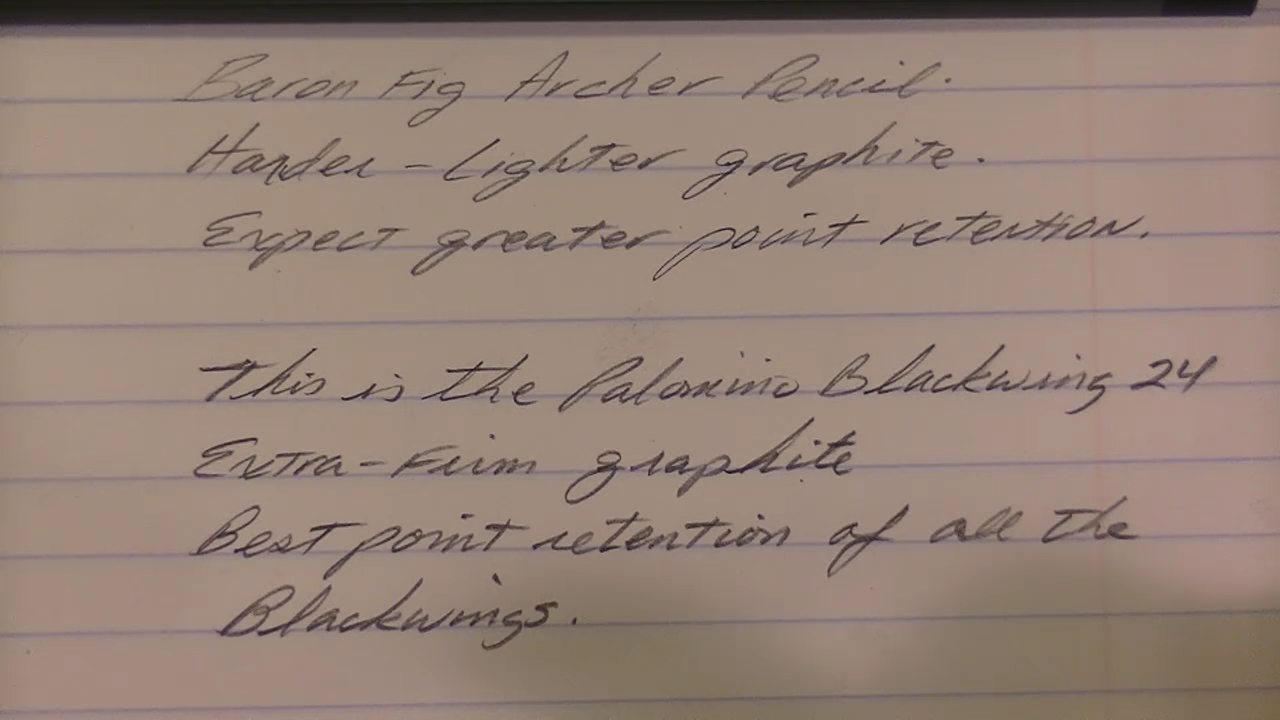 Baron Fig Archer Pencil.
Harder - Lighter graphite.
Expect greater point retention.
This is the Palomino Blackwing 24
Extra-Firm graphite
Best point retention of all the
Blackwings.